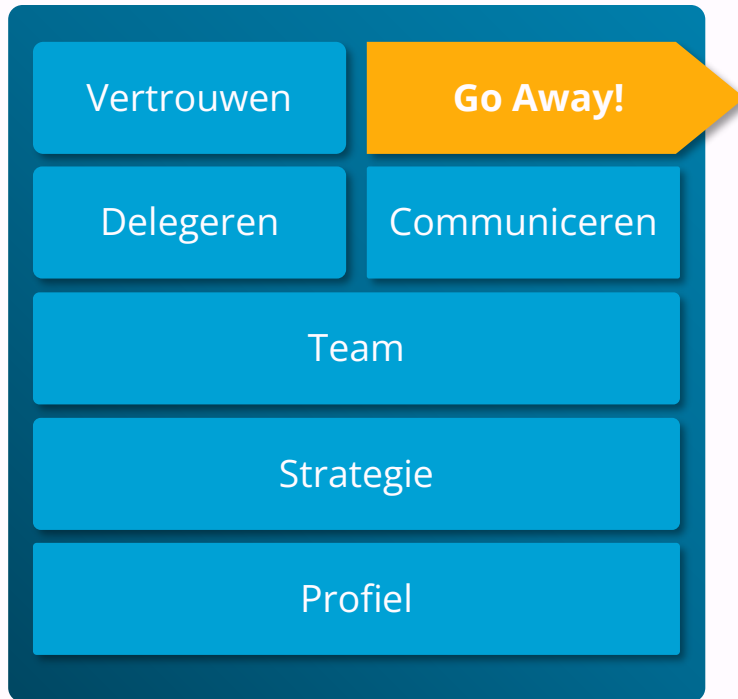 Vertrouwen
Go Away!
Delegeren
Communiceren
Team
Strategie
Profiel